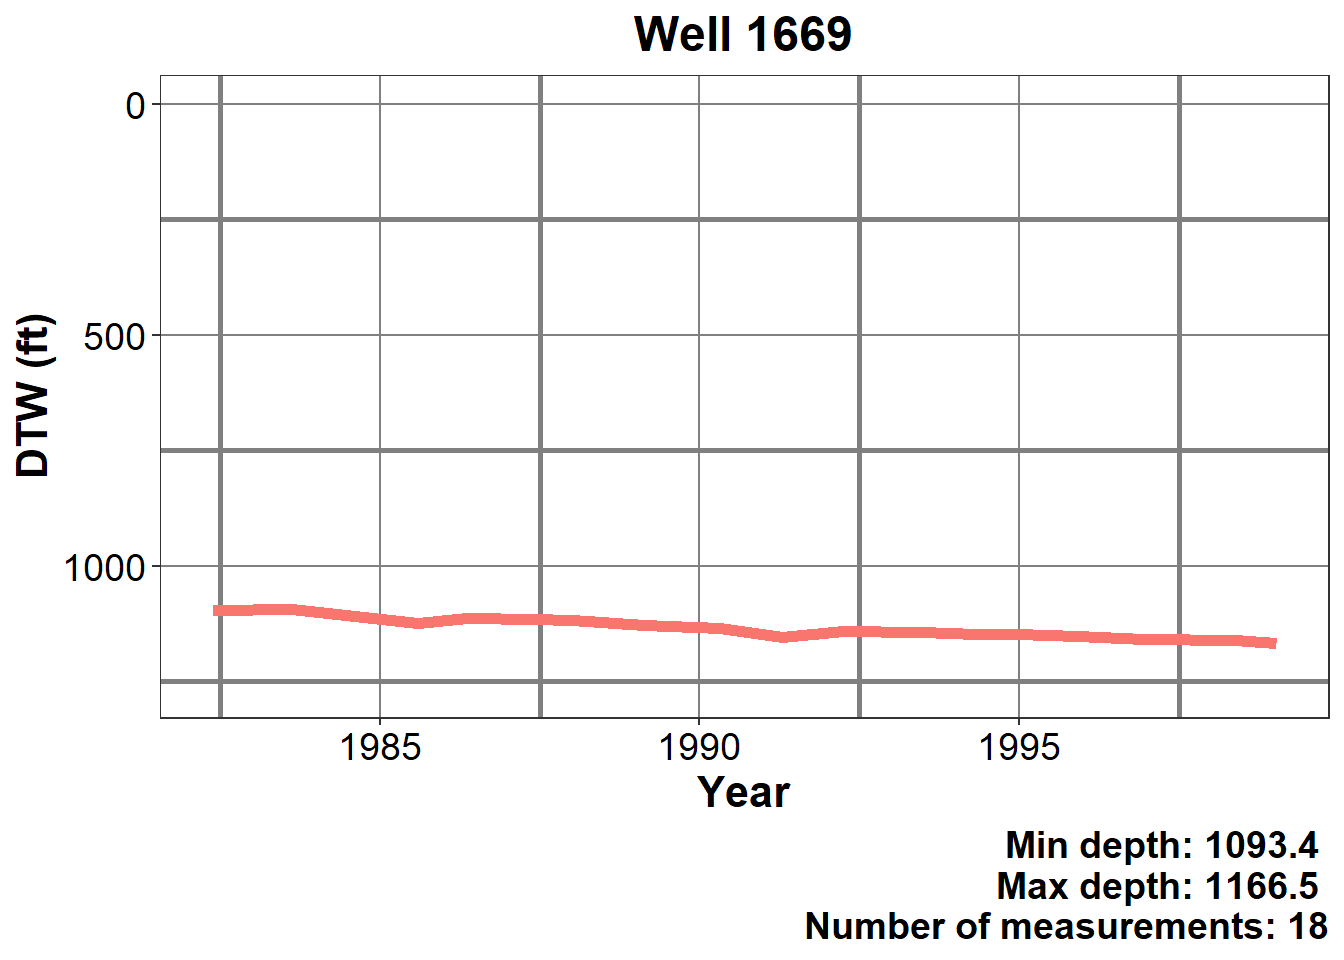 Well 1669
0
500
1000
DTW (ft)
1985 1990 1995
Year
Min depth: 1093.4
Max depth: 1166.5
Number of measurements: 18